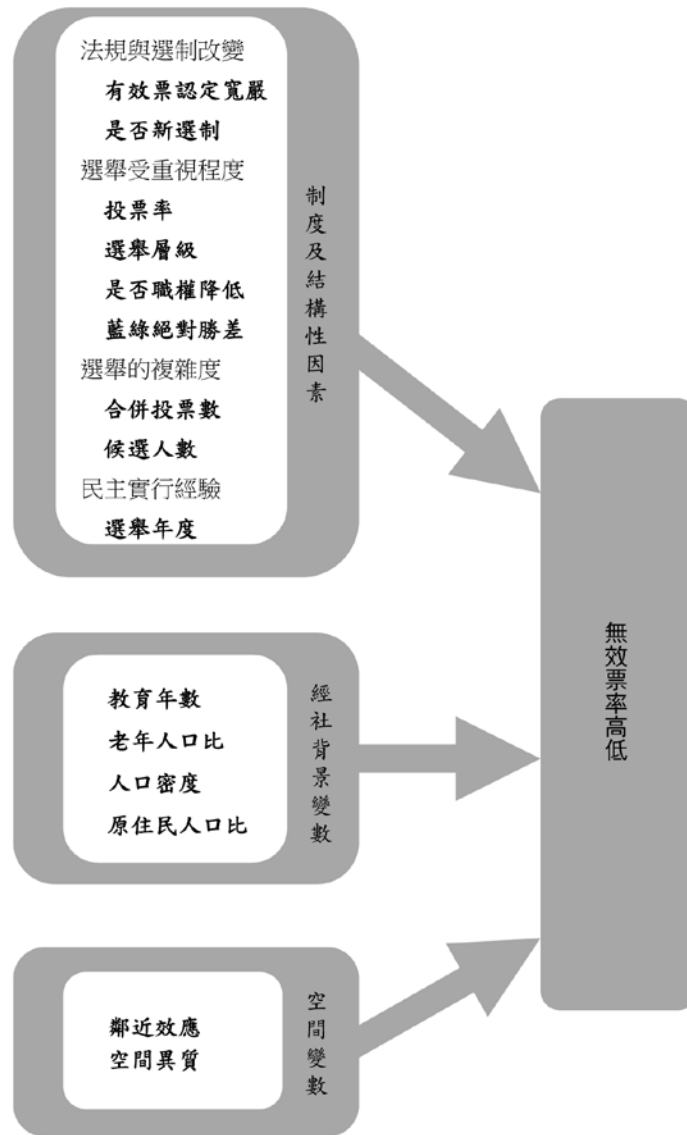 法規與選制改變
有效票認定寬嚴
是否新選制
選舉受重視程度
投票率
選舉層級
是否職權降低
藍綠絕對勝差
選舉的複雜度
合併投票數
候選人數
民主實行經驗
選舉年度
制度及結構性因素
教育年數
老年人口比
人口密度
原住民人口比
經社背景變數
鄰近效應
空間異質
空間變數
無效票率高低